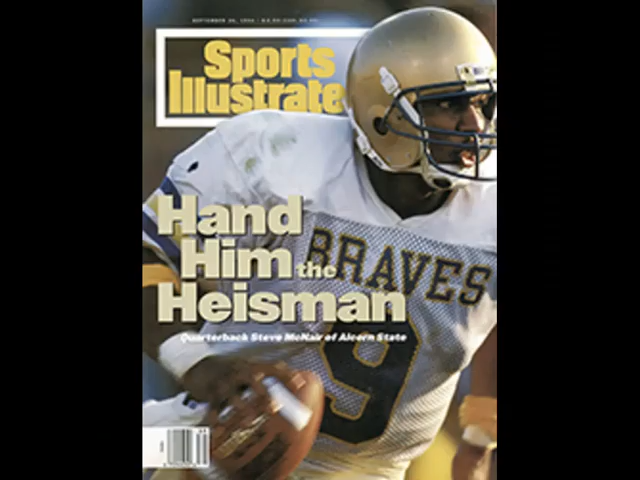 Sports
Illustrate
Hand
Him the
Heisman
BRAVES
Quarterback Steve McNair of Alcorn State
9